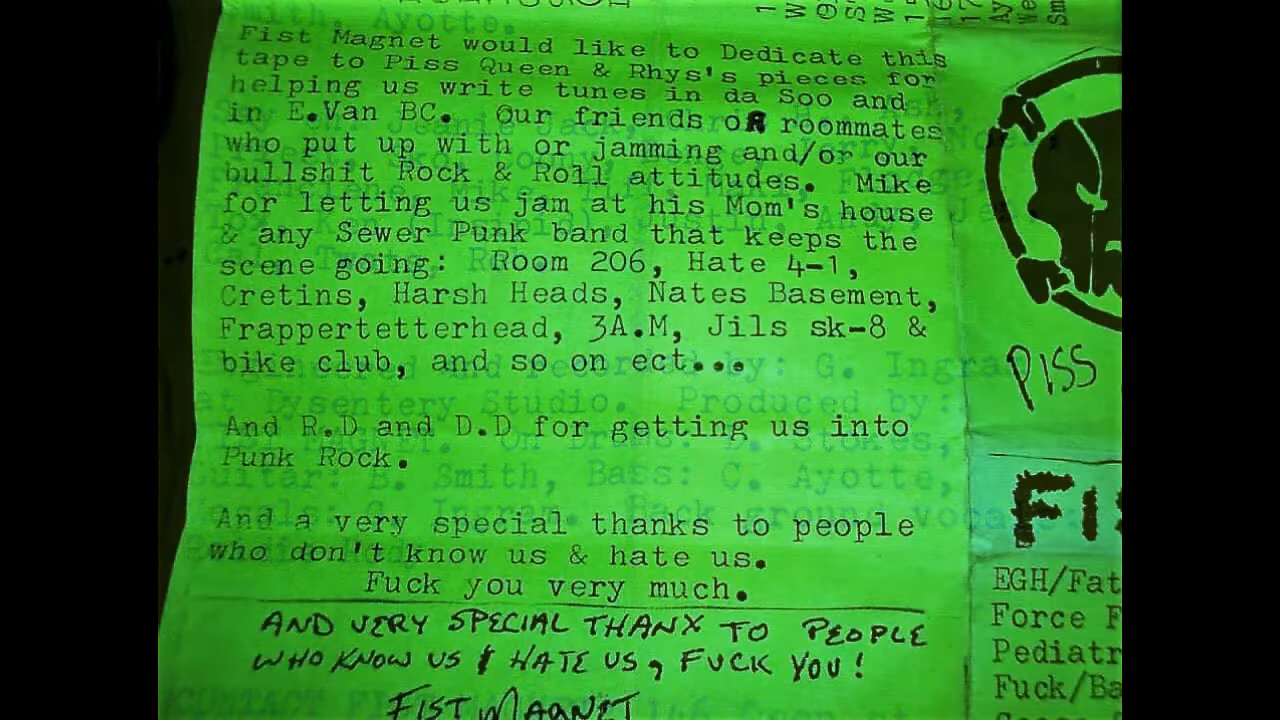 Fist Magnet would like to Dedicate this
tape to Piss Queen & Rhys's pieces for
helping us write tunes in da Soo and
in E.Van BC. Our friends oR roommates
who put up with or jamming and/or our
bullshit Rock & Roll attitudes. Mike
for letting us jam at his Mom's house
& any Sewer Punk band that keeps the
scene going: Room 206, Hate 4-1,
Cretins, Harsh Heads, Nates Basement,
Frappertetterhead, 3A.M, Jils sk-8 &
bike club, and so on ect...
And R.D and D.D for getting us into
Punk Rock.
And a very special thanks to people
who don't know us & hate us.
Fuck you very much.
AND VERY SPECIAL THANX TO PEOPLE
WHO KNOW US & HATE US, FUCK YOU!
FIST MAGNET
PISS
FIS
EGH/Fat
Force F
Pediatr
Fuck/Ba